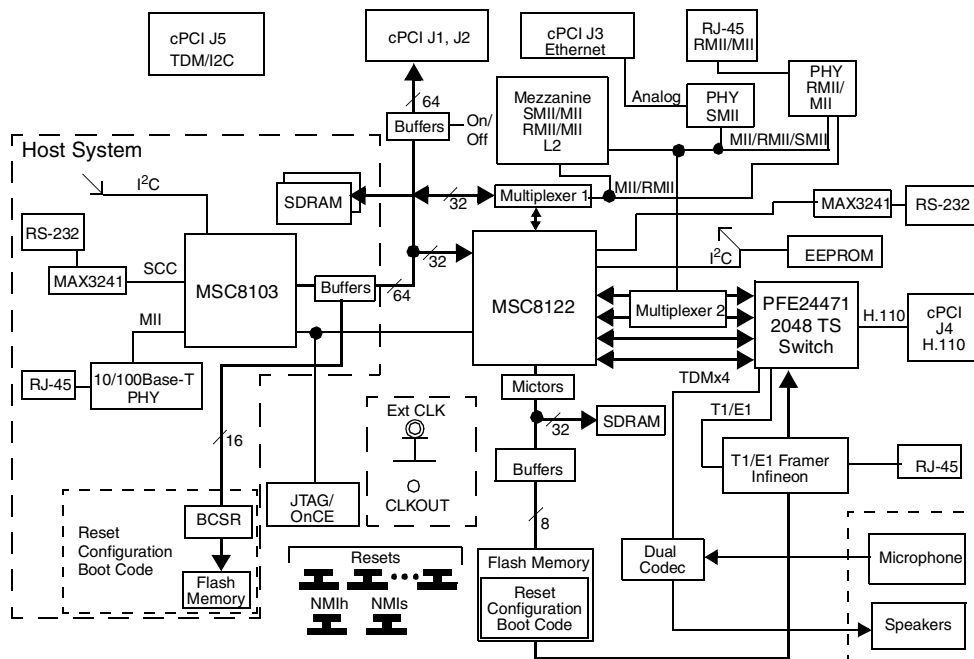 cPCI J5
TDM/I2C
cPCI J1, J2
cPCI J3
Ethernet
RJ-45
RMII/MII
64
Buffers
On/
Off
Mezzanine
SMII/MII
RMII/MII
L2
Analog
PHY
SMII
PHY
RMII/
MII
MII/RMII/SMII
Host System
I²C
SDRAM
32
Multiplexer 1
MII/RMII
MAX3241
RS-232
RS-232
MAX3241
SCC
MSC8103
Buffers
64
32
MSC8122
I²C
EEPROM
Multiplexer 2
PFE24471
2048 TS
Switch
H.110
cPCI
J4
H.110
MII
RJ-45
10/100Base-T
PHY
Mictors
TDMx4
T1/E1
16
Ext CLK
CLKOUT
32
SDRAM
Buffers
T1/E1 Framer
Infineon
RJ-45
JTAG/
OnCE
8
Reset
Configuration
Boot Code
BCSR
Flash
Memory
Resets
NMIh
NMIs
Flash Memory
Reset
Configuration
Boot Code
Dual
Codec
Microphone
Speakers